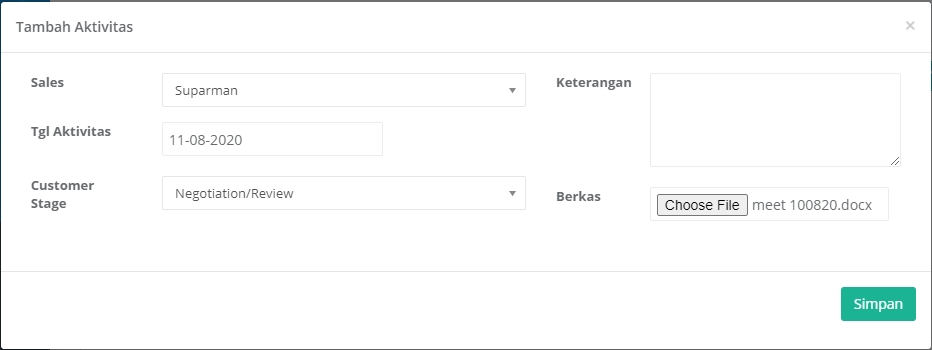 Tambah Aktivitas
×
Sales
Suparman
Tgl Aktivitas
11-08-2020
Customer
Stage
Negotiation/Review
Keterangan
Berkas
Choose File meet 100820.docx
Simpan